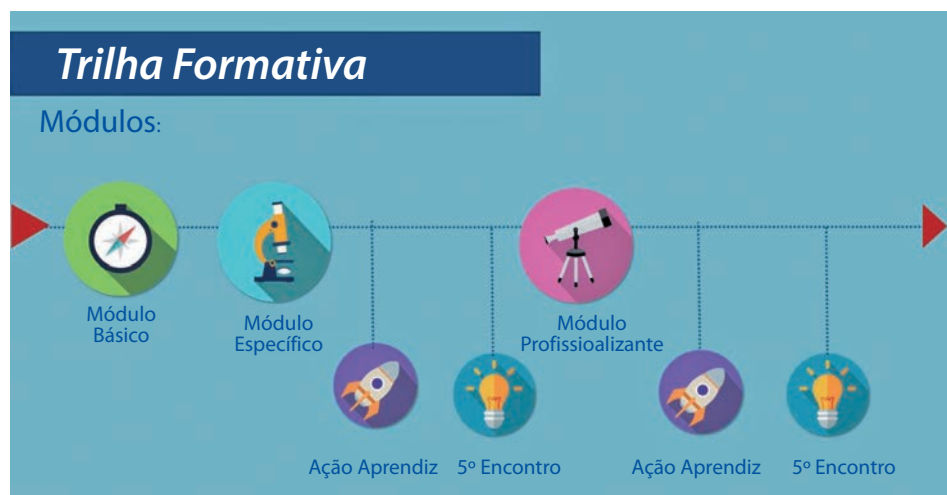 Trilha Formativa
Módulos:
Módulo
Básico
Módulo
Específico
Módulo
Profissioalizante
Ação Aprendiz
5º Encontro
Ação Aprendiz
5º Encontro